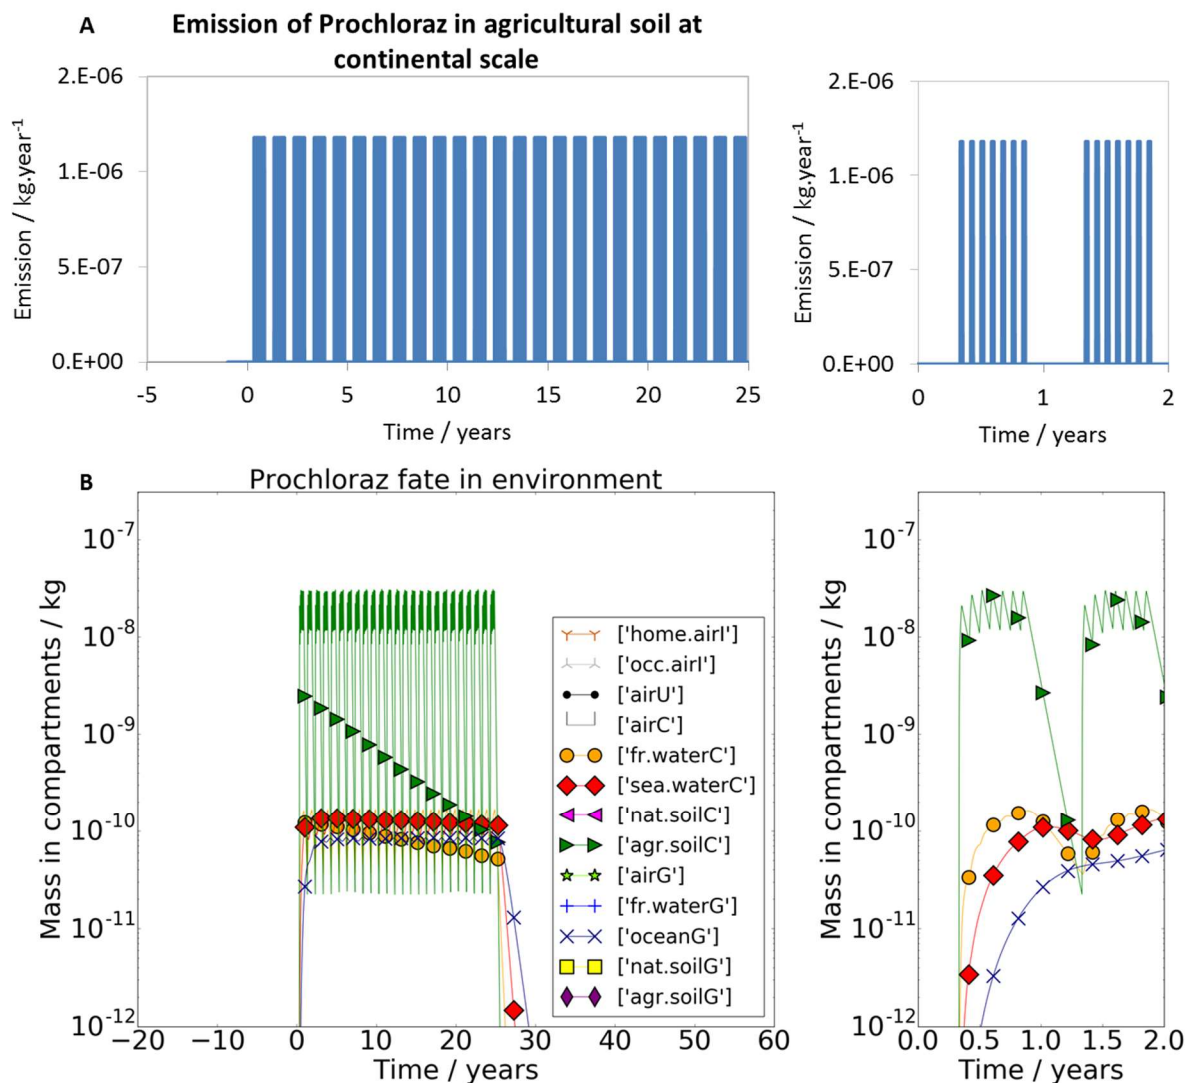 A
Emission of Prochloraz in agricultural soil at
continental scale
2.E-06
1.E-06
5.E-07
0.E+00
Emission / kg.year-1
-5
0
5
10
15
20
25
Time / years
2.E-06
1.E-06
5.E-07
0.E+00
Emission / kg.year-1
0
1
2
Time / years
B
Prochloraz fate in environment
10-7
10-8
10-9
10-10
10-11
10-12
Mass in compartments / kg
−20
−10
0
10
20
30
40
50
60
Time / years
['home.airI']
['occ.airI']
['airU']
['airC']
['fr.waterC']
['sea.waterC']
['nat.soilC']
['agr.soilC']
['airG']
['fr.waterG']
['oceanG']
['nat.soilG']
['agr.soilG']
10-7
10-8
10-9
10-10
10-11
10-12
Mass in compartments / kg
0.0
0.5
1.0
1.5
2.0
Time / years